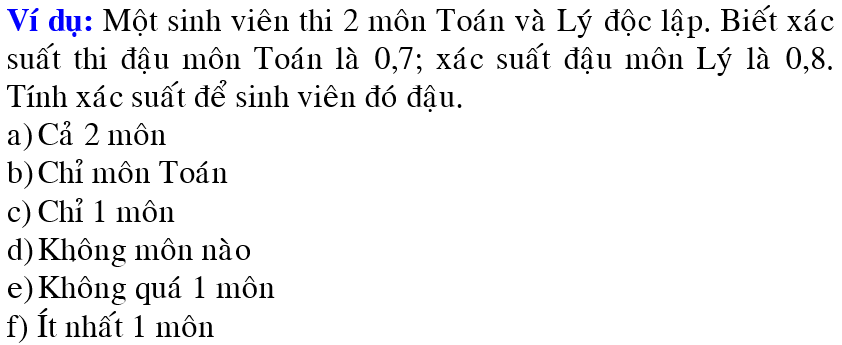 Ví dụ: Một sinh viên thi 2 môn Toán và Lý độc lập. Biết xác
suất thi đậu môn Toán là 0,7; xác suất đậu môn Lý là 0,8.
Tính xác suất để sinh viên đó đậu.
a) Cả 2 môn
b) Chỉ môn Toán
c) Chỉ 1 môn
d) Không môn nào
e) Không quá 1 môn
f) Ít nhất 1 môn